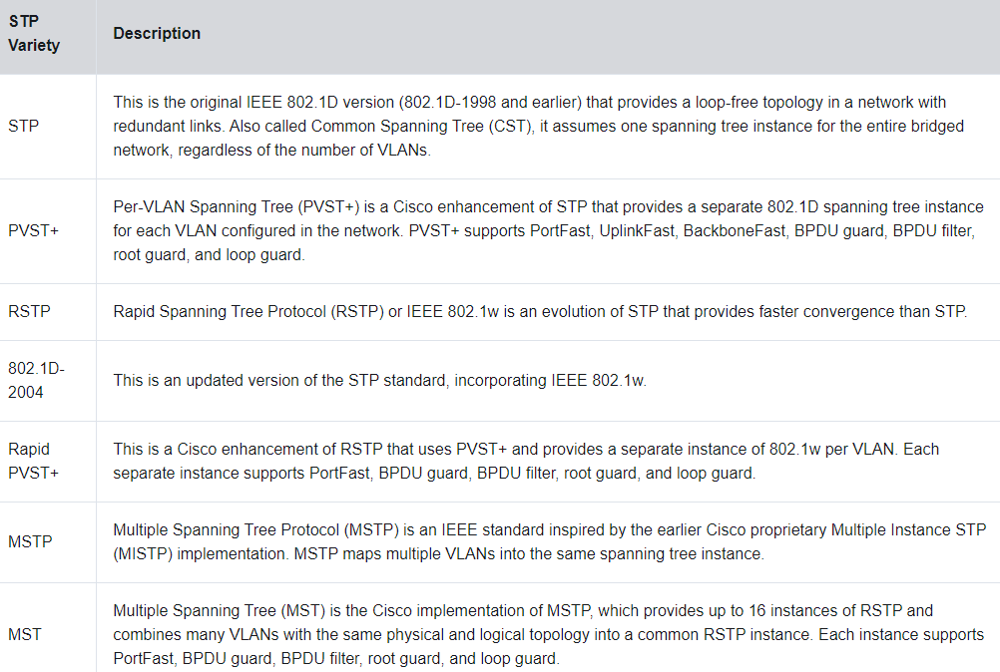 STP
Variety
Description
STP
This is the original IEEE 802.1D version (802.1D-1998 and earlier) that provides a loop-free topology in a network with
redundant links. Also called Common Spanning Tree (CST), it assumes one spanning tree instance for the entire bridged
network, regardless of the number of VLANs.
PVST+
Per-VLAN Spanning Tree (PVST+) is a Cisco enhancement of STP that provides a separate 802.1D spanning tree instance
for each VLAN configured in the network. PVST+ supports PortFast, UplinkFast, BackboneFast, BPDU guard, BPDU filter,
root guard, and loop guard.
RSTP
Rapid Spanning Tree Protocol (RSTP) or IEEE 802.1w is an evolution of STP that provides faster convergence than STP.
802.1D-
2004
This is an updated version of the STP standard, incorporating IEEE 802.1w.
Rapid
PVST+
This is a Cisco enhancement of RSTP that uses PVST+ and provides a separate instance of 802.1w per VLAN. Each
separate instance supports PortFast, BPDU guard, BPDU filter, root guard, and loop guard.
MSTP
Multiple Spanning Tree Protocol (MSTP) is an IEEE standard inspired by the earlier Cisco proprietary Multiple Instance STP
(MISTP) implementation. MSTP maps multiple VLANs into the same spanning tree instance.
MST
Multiple Spanning Tree (MST) is the Cisco implementation of MSTP, which provides up to 16 instances of RSTP and
combines many VLANs with the same physical and logical topology into a common RSTP instance. Each instance supports
PortFast, BPDU guard, BPDU filter, root guard, and loop guard.